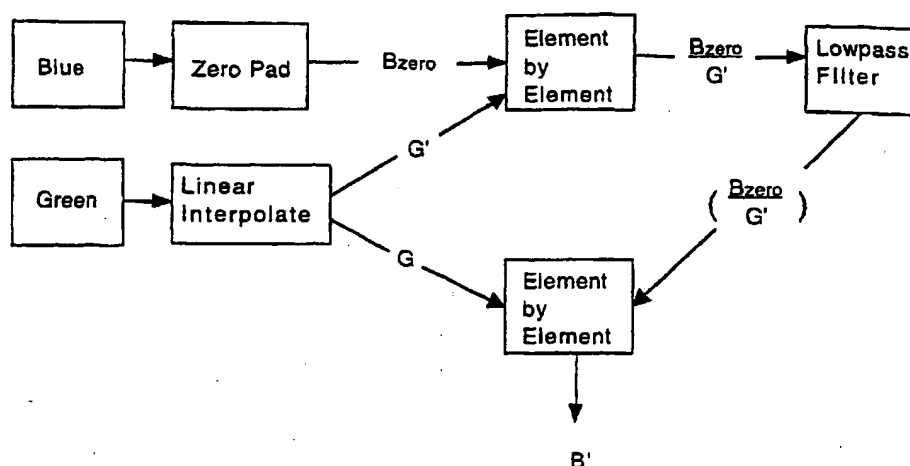 Blue
Zero Pad
Bzero
Element
by
Element
Bzero
G'
Lowpass
Filter
G'
Green
Linear
Interpolate
(Bzero
G')
G
Element
by
Element
B'